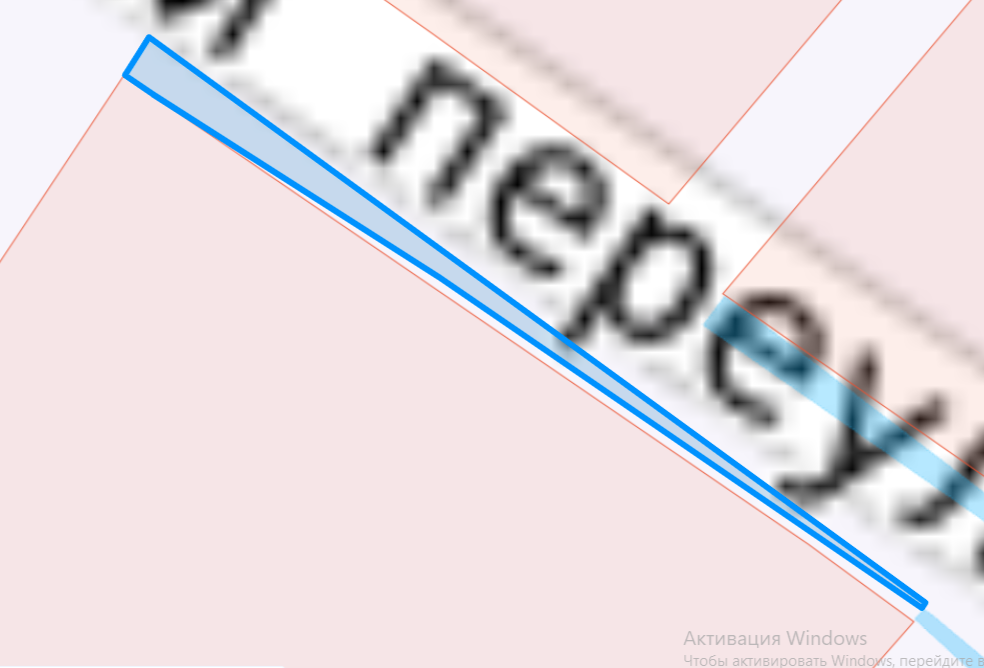 переу
Активация Windows
Чтобы активировать Windows, перейдите в